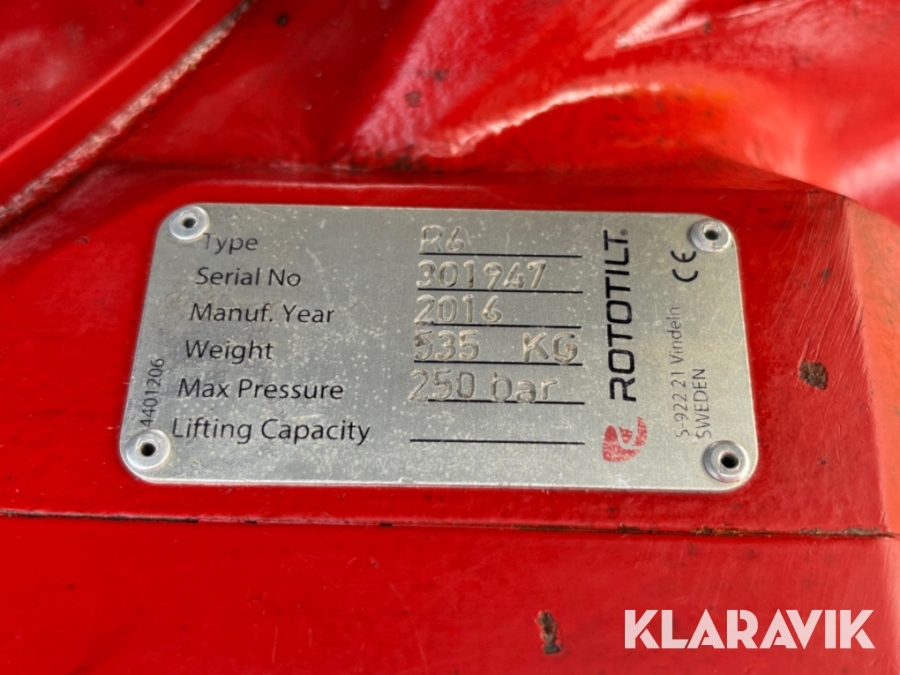 Type R6
Serial No 301947
Manuf. Year 2016
Weight 535 KG
Max Pressure 250 bar
Lifting Capacity
4401206
ROTOTILT®
CE
S-922 21 Vindeln
SWEDEN
KLARAVIK